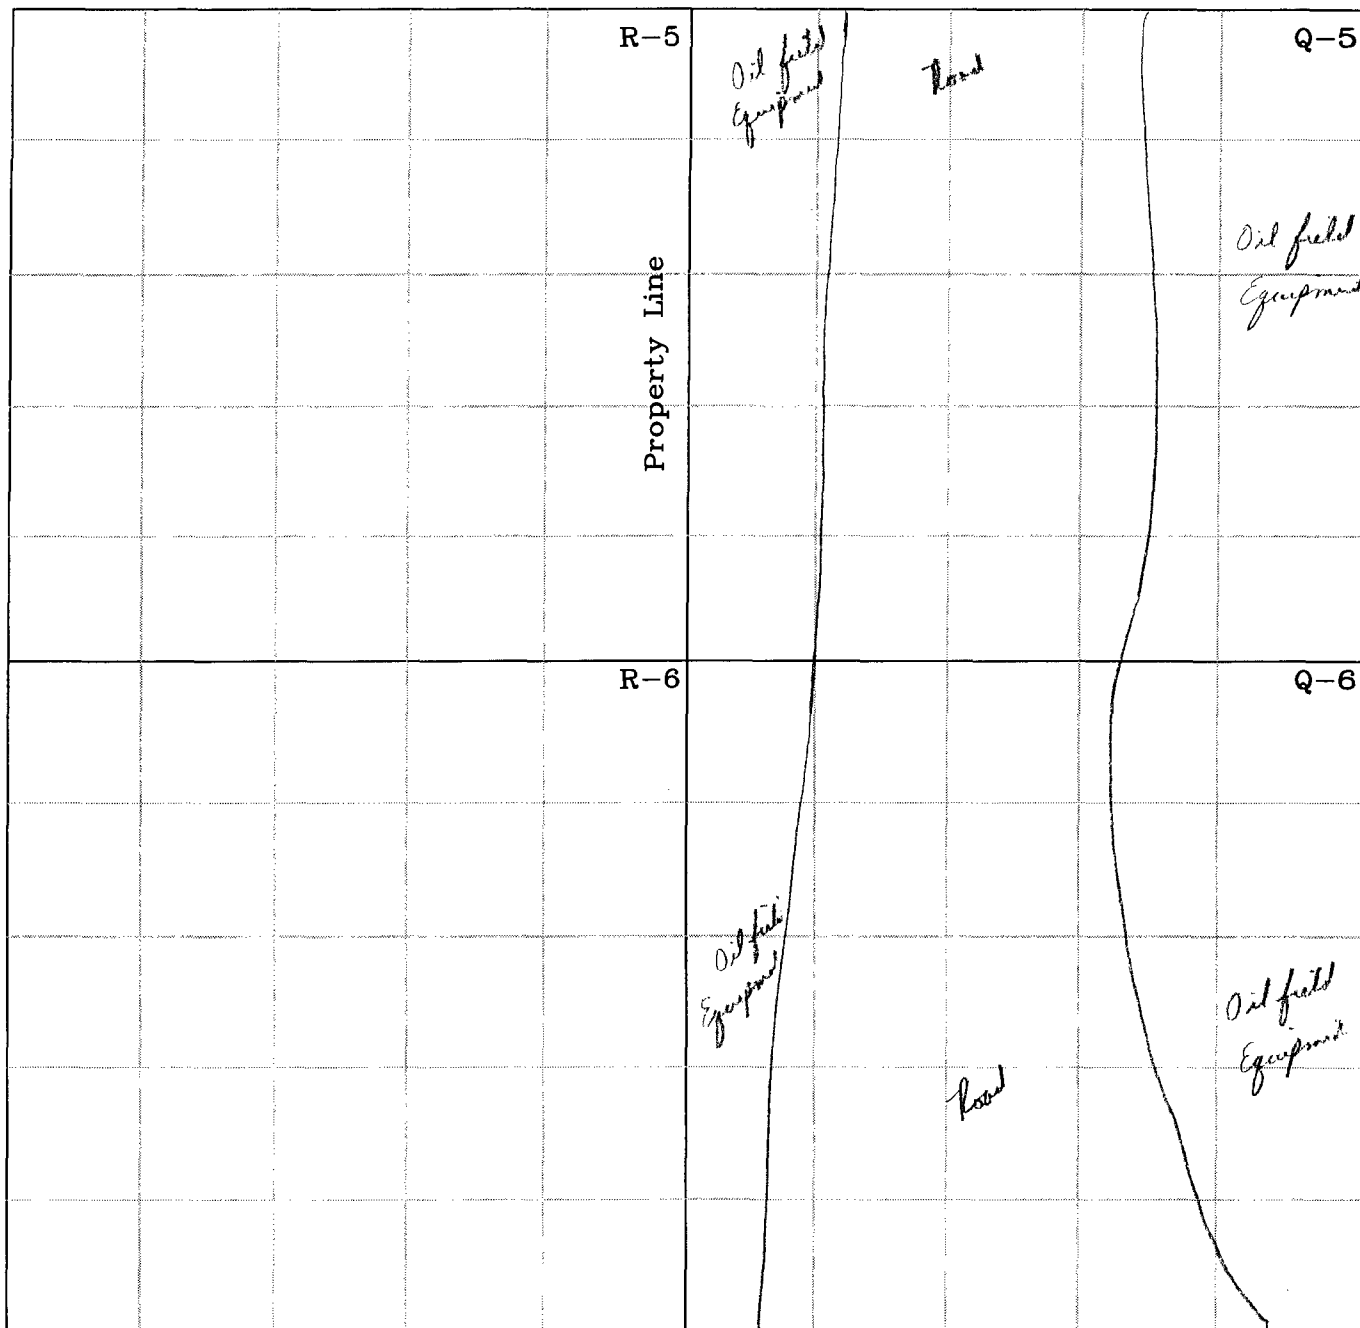 R-5
Oil field
Equipment
Road
Q-5
Oil field
Equipment
Property Line
R-6
Q-6
Oil field
Equipment
Oil field
Equipment
Road